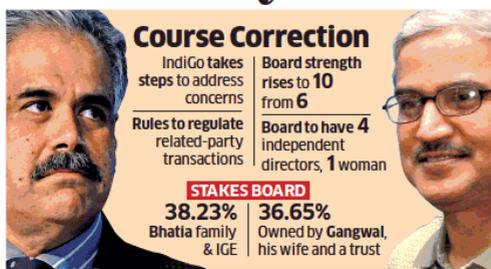 Course Correction
IndiGo takes
steps to address
concerns
Rules to regulate
related-party
transactions
Board strength
rises to 10
from 6
Board to have 4
independent
directors, 1 woman
STAKES BOARD
38.23%
Bhatia family
& IGE
36.65%
Owned by Gangwal,
his wife and a trust